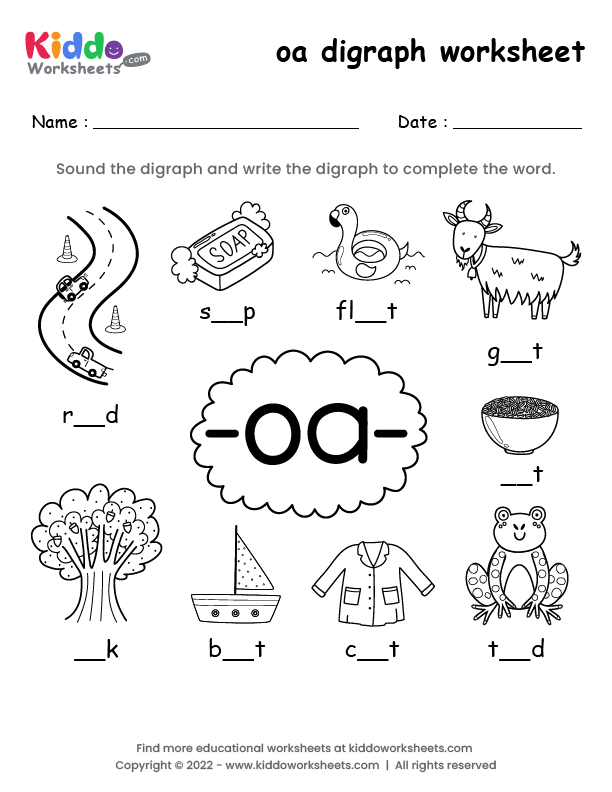 Kiddo
Worksheets .com
oa digraph worksheet
Name : ____________ Date : ____________
Sound the digraph and write the digraph to complete the word.
SOAP
s__p
fl__t
g__t
r__d
-oa-
__t
__k
b__t
c__t
t__d
Find more educational worksheets at kiddoworksheets.com
Copyright © 2022 - www.kiddoworksheets.com | All rights reserved